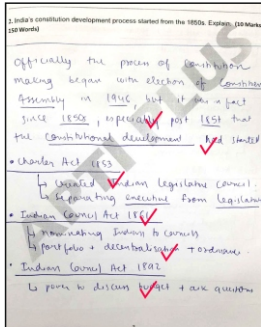 1. India's constitution development process started from the 1850s. Explain. (10 Marks
150 Words)
Officially the process of Constitution
making began with election of Constituent
Assembly in 1946, but it is a fact
since 1850s, especially post 1857 that
the constitutional development had started
• Charter Act 1853
↳ Created Indian legislative council.
↳ Separating executive from legislature
• Indian Council Act 1861
↳ nominating Indians to councils
↳ portfolio + decentralisation + ordinance
• Indian Council Act 1892
↳ power to discuss budget + ask questions